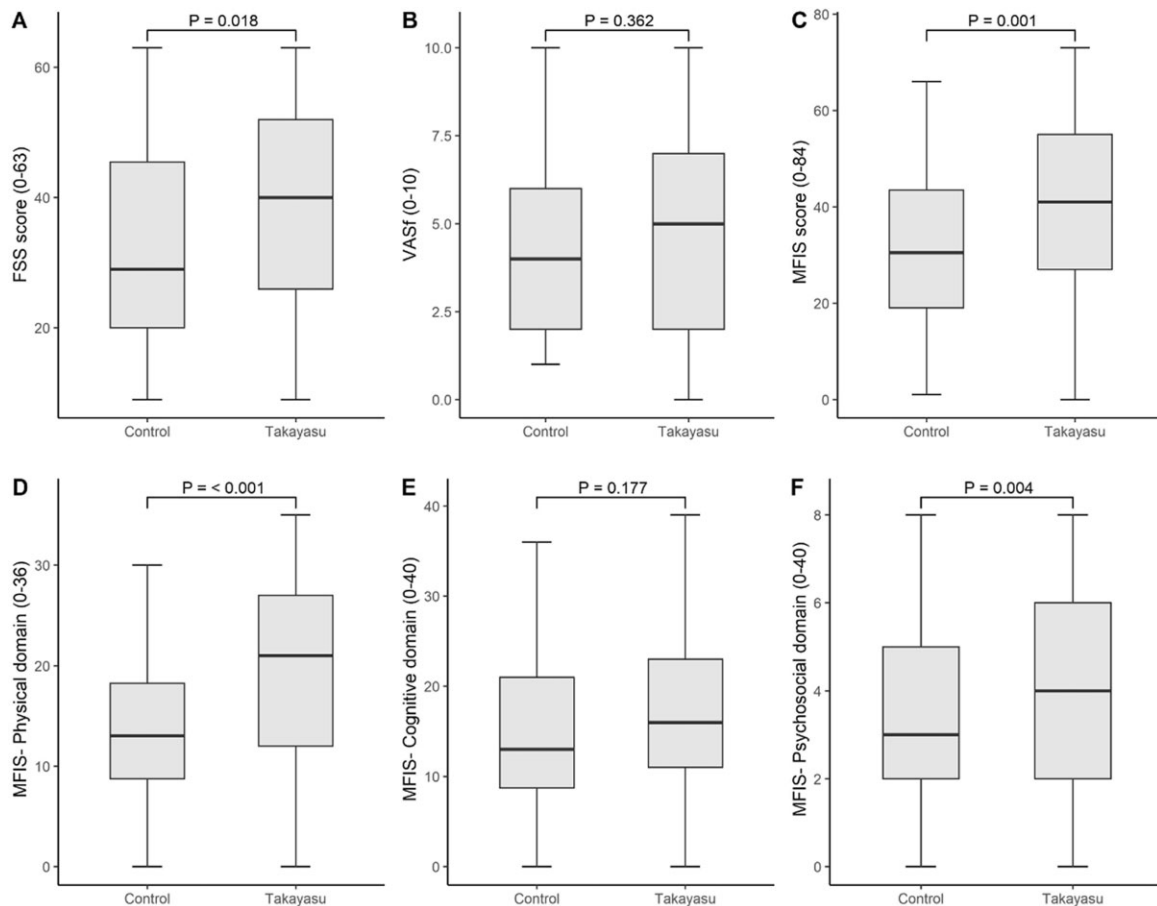 A
P = 0.018
FSS score (0-63)
60
40
20
Control
Takayasu
B
P = 0.362
VASf (0-10)
10.0
7.5
5.0
2.5
0.0
Control
Takayasu
C
P = 0.001
MFIS score (0-84)
80
60
40
20
0
Control
Takayasu
D
P = < 0.001
MFIS- Physical domain (0-36)
30
20
10
0
Control
Takayasu
E
P = 0.177
MFIS- Cognitive domain (0-40)
40
30
20
10
0
Control
Takayasu
F
P = 0.004
MFIS- Psychosocial domain (0-40)
8
6
4
2
0
Control
Takayasu